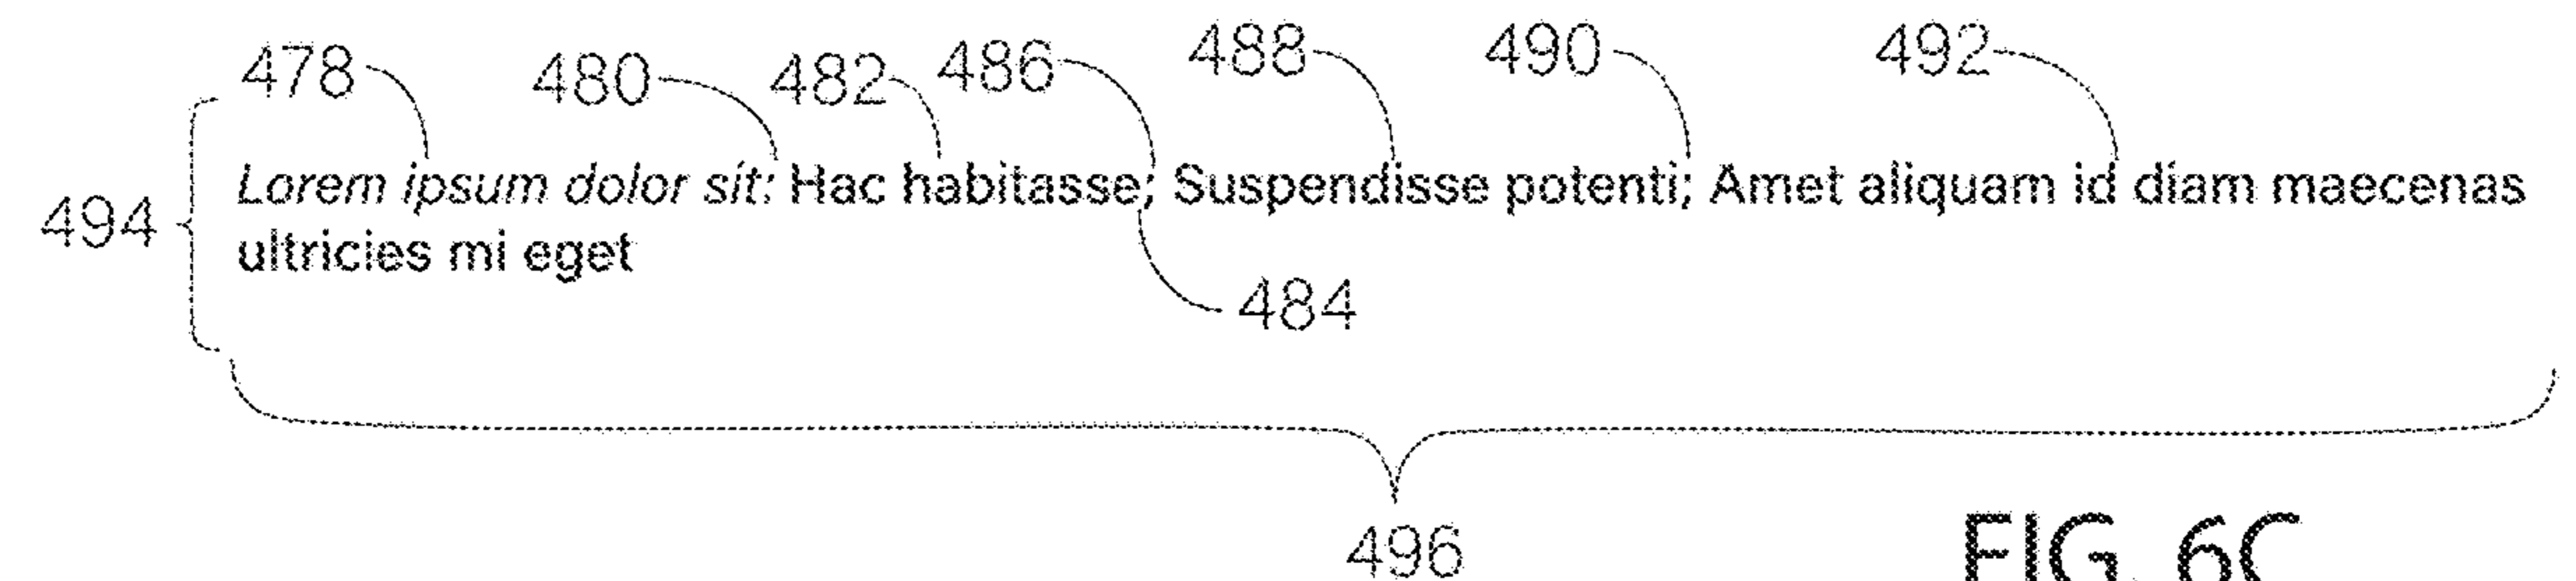 478 480 482 486 488 490 492
Lorem ipsum dolor sit: Hac habitasse; Suspendisse potenti; Amet aliquam id diam maecenas
494
ultricies mi eget
484
496
FIG. 6C